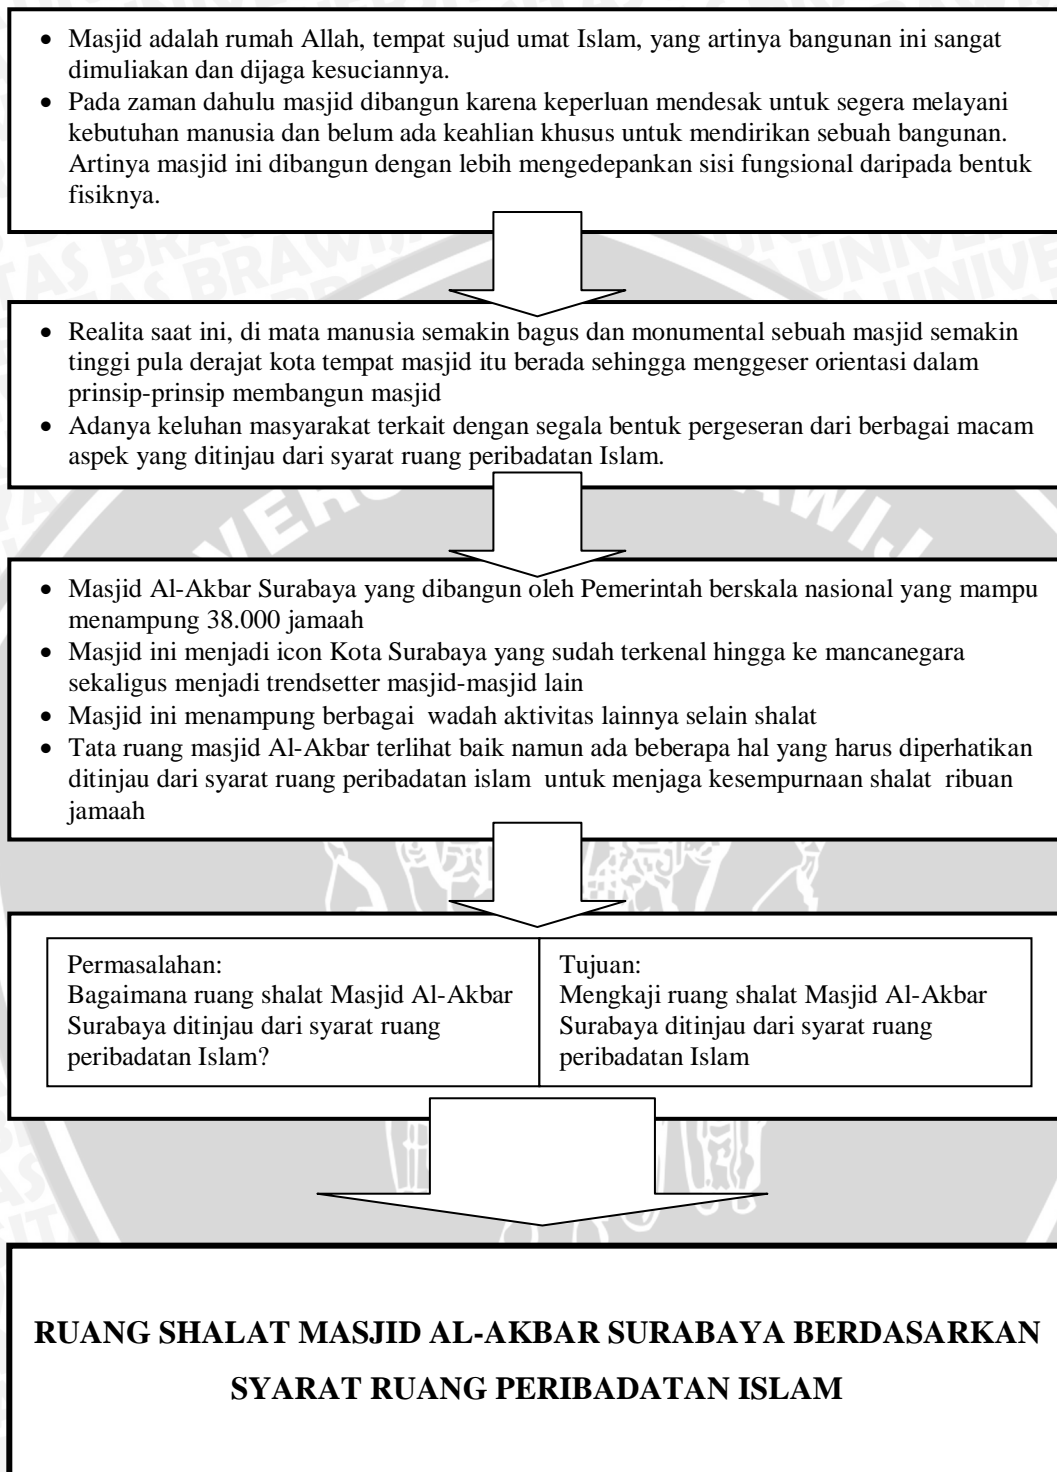 • Masjid adalah rumah Allah, tempat sujud umat Islam, yang artinya bangunan ini sangat
dimuliakan dan dijaga kesuciannya.
• Pada zaman dahulu masjid dibangun karena keperluan mendesak untuk segera melayani
kebutuhan manusia dan belum ada keahlian khusus untuk mendirikan sebuah bangunan.
Artinya masjid ini dibangun dengan lebih mengedepankan sisi fungsional daripada bentuk
fisiknya.
• Realita saat ini, di mata manusia semakin bagus dan monumental sebuah masjid semakin
tinggi pula derajat kota tempat masjid itu berada sehingga menggeser orientasi dalam
prinsip-prinsip membangun masjid
• Adanya keluhan masyarakat terkait dengan segala bentuk pergeseran dari berbagai macam
aspek yang ditinjau dari syarat ruang peribadatan Islam.
• Masjid Al-Akbar Surabaya yang dibangun oleh Pemerintah berskala nasional yang mampu
menampung 38.000 jamaah
• Masjid ini menjadi icon Kota Surabaya yang sudah terkenal hingga ke mancanegara
sekaligus menjadi trendsetter masjid-masjid lain
• Masjid ini menampung berbagai  wadah aktivitas lainnya selain shalat
• Tata ruang masjid Al-Akbar terlihat baik namun ada beberapa hal yang harus diperhatikan
ditinjau dari syarat ruang peribadatan islam  untuk menjaga kesempurnaan shalat  ribuan
jamaah
Permasalahan:
Bagaimana ruang shalat Masjid Al-Akbar
Surabaya ditinjau dari syarat ruang
peribadatan Islam?
Tujuan:
Mengkaji ruang shalat Masjid Al-Akbar
Surabaya ditinjau dari syarat ruang
peribadatan Islam
RUANG SHALAT MASJID AL-AKBAR SURABAYA BERDASARKAN
SYARAT RUANG PERIBADATAN ISLAM